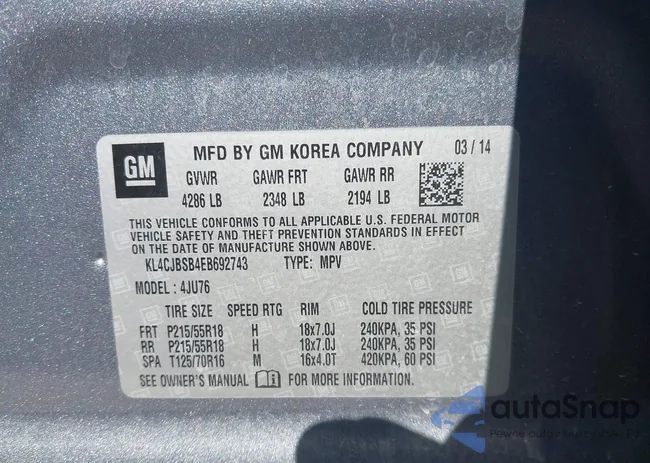 GM
MFD BY GM KOREA COMPANY 03 / 14
GVWR GAWR FRT GAWR RR
4286 LB 2348 LB 2194 LB
THIS VEHICLE CONFORMS TO ALL APPLICABLE U.S. FEDERAL MOTOR
VEHICLE SAFETY AND THEFT PREVENTION STANDARDS IN EFFECT
ON THE DATE OF MANUFACTURE SHOWN ABOVE.
KL4CJBSB4EB692743 TYPE: MPV
MODEL : 4JU76
TIRE SIZE SPEED RTG RIM COLD TIRE PRESSURE
FRT P215/55R18 H 18x7.0J 240KPA, 35 PSI
RR P215/55R18 H 18x7.0J 240KPA, 35 PSI
SPA T125/70R16 M 16x4.0T 420KPA, 60 PSI
SEE OWNER'S MANUAL FOR MORE INFORMATION.
autaSnap